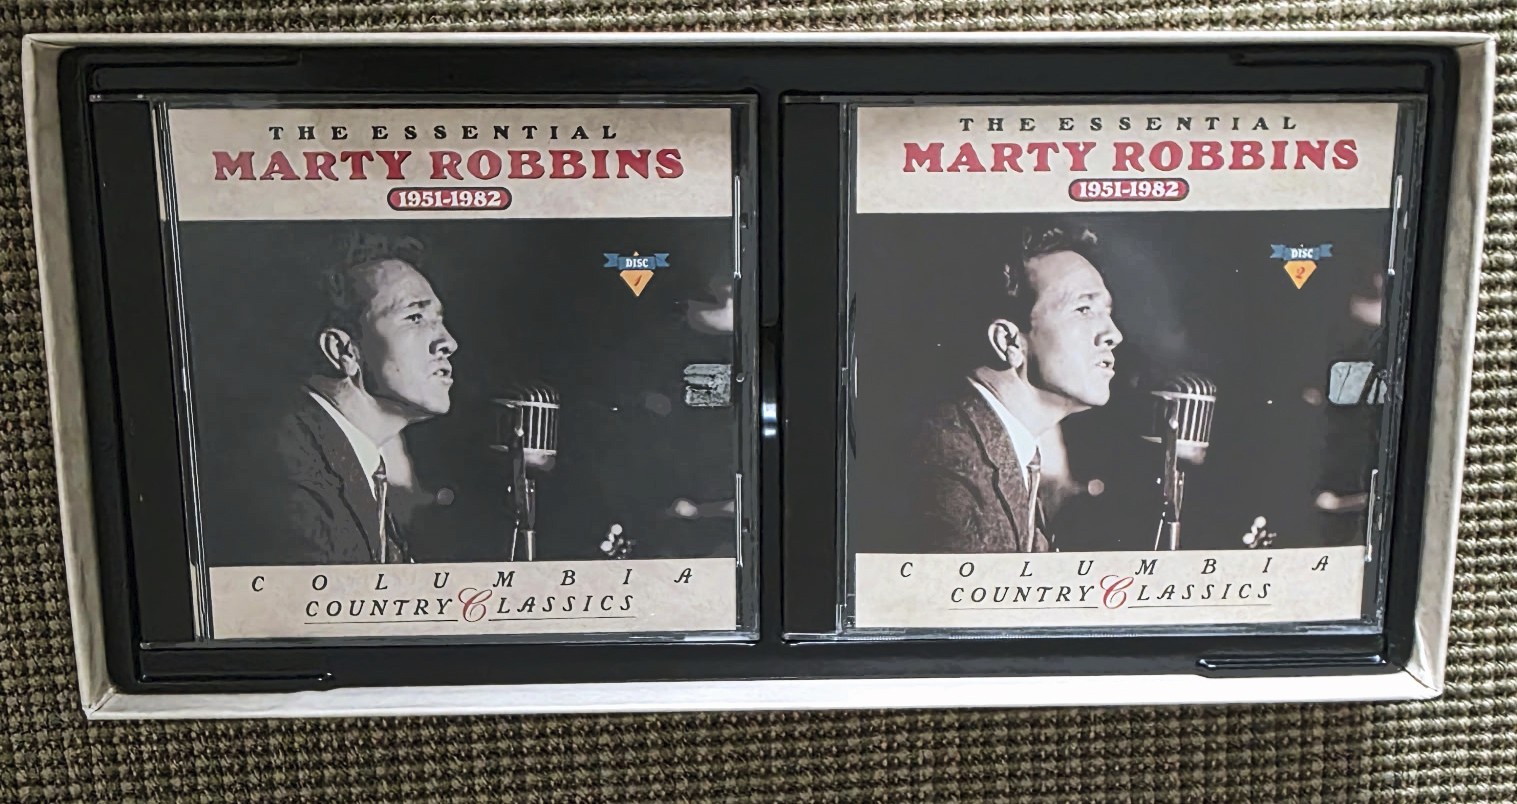 THE ESSENTIAL
MARTY ROBBINS
1951-1982
DISC
1
COLUMBIA
COUNTRY CLASSICS
THE ESSENTIAL
MARTY ROBBINS
1951-1982
DISC
2
COLUMBIA
COUNTRY CLASSICS